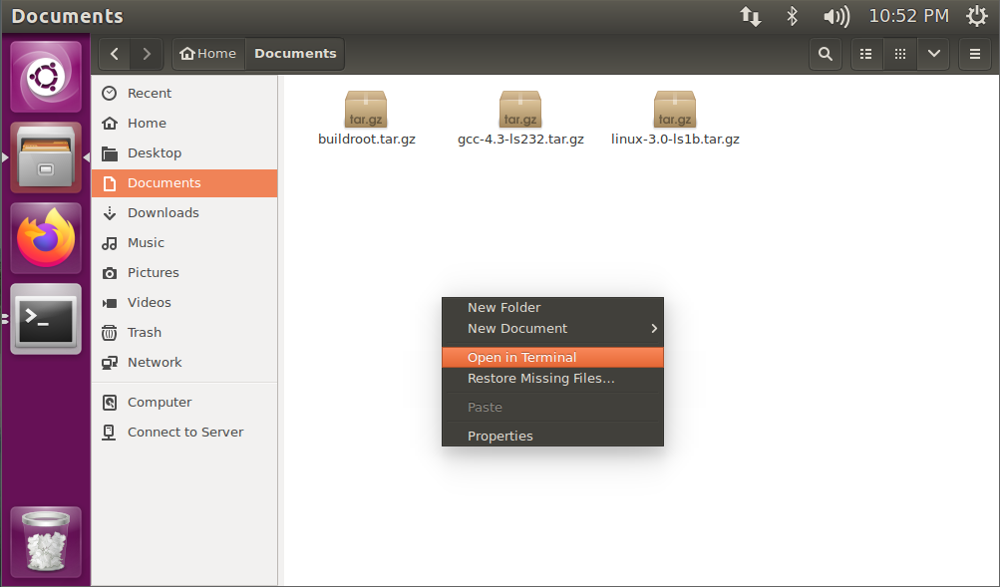 Documents
10:52 PM
Home
Documents
Recent
Home
Desktop
Documents
Downloads
Music
Pictures
Videos
Trash
Network
Computer
Connect to Server
tar.gz
tar.gz
tar.gz
buildroot.tar.gz
gcc-4.3-ls232.tar.gz
linux-3.0-ls1b.tar.gz
New Folder
New Document
Open in Terminal
Restore Missing Files...
Paste
Properties
>_